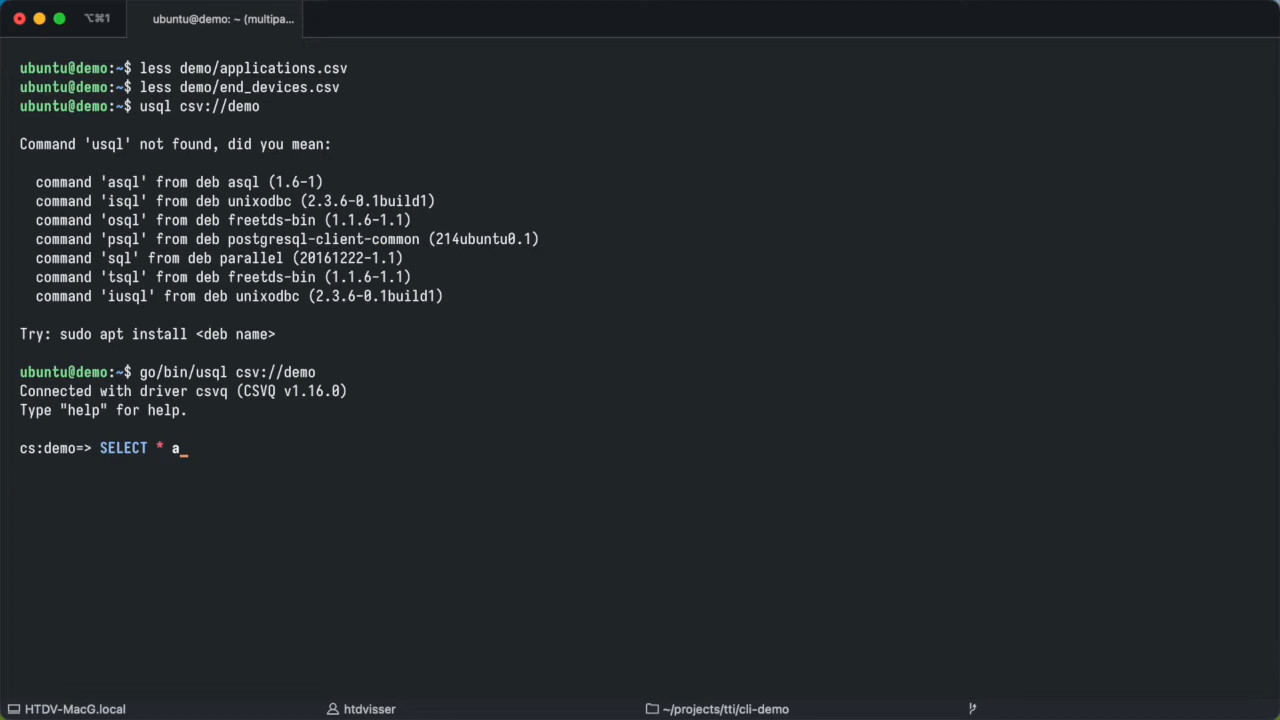 ⌥⌘1
ubuntu@demo: ~ (multipa...
ubuntu@demo:~$ less demo/applications.csv
ubuntu@demo:~$ less demo/end_devices.csv
ubuntu@demo:~$ usql csv://demo
Command 'usql' not found, did you mean:
command 'asql' from deb asql (1.6-1)
command 'isql' from deb unixodbc (2.3.6-0.1build1)
command 'osql' from deb freetds-bin (1.1.6-1.1)
command 'psql' from deb postgresql-client-common (214ubuntu0.1)
command 'sql' from deb parallel (20161222-1.1)
command 'tsql' from deb freetds-bin (1.1.6-1.1)
command 'iusql' from deb unixodbc (2.3.6-0.1build1)
Try: sudo apt install <deb name>
ubuntu@demo:~$ go/bin/usql csv://demo
Connected with driver csvq (CSVQ v1.16.0)
Type "help" for help.
cs:demo=> SELECT * a_
HTDV-MacG.local
htdvisser
~/projects/tti/cli-demo